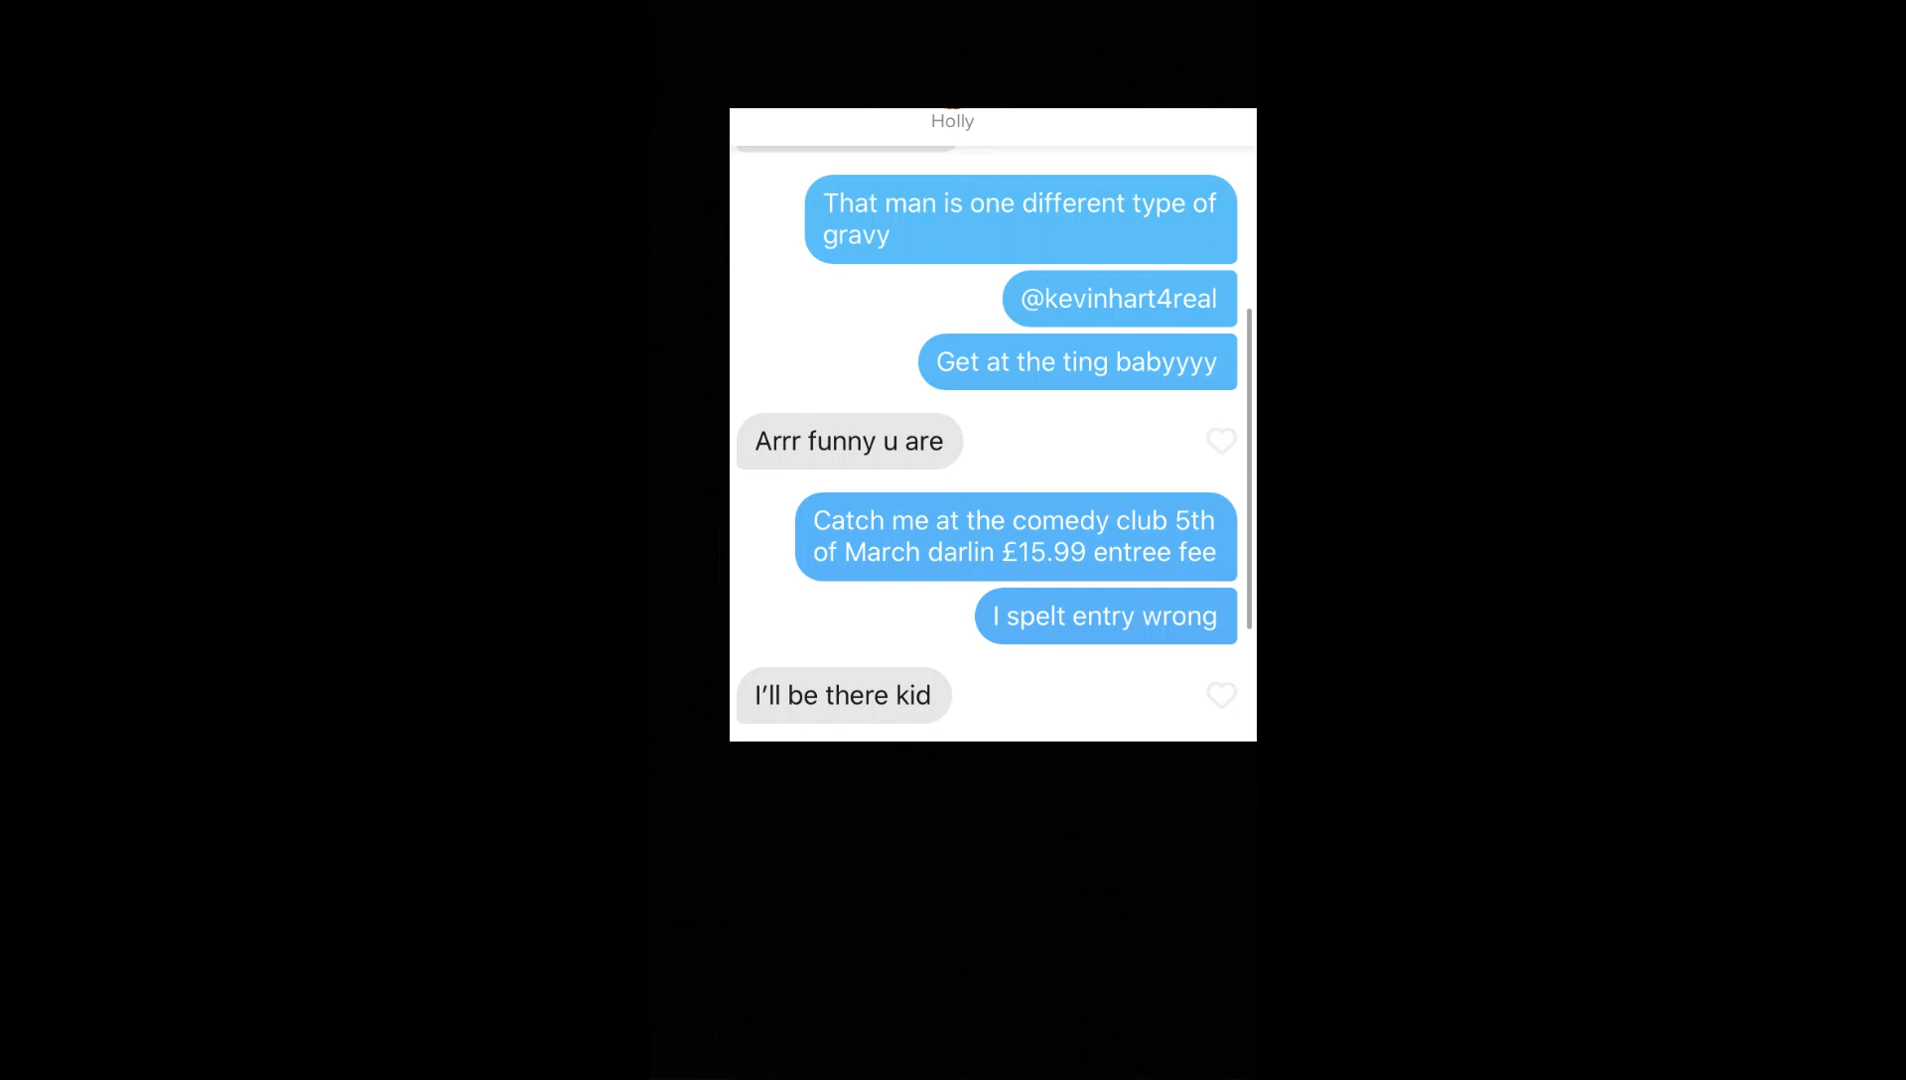 Holly
That man is one different type of
gravy
@kevinhart4real
Get at the ting babyyyy
Arrr funny u are
Catch me at the comedy club 5th
of March darlin £15.99 entree fee
I spelt entry wrong
I'll be there kid